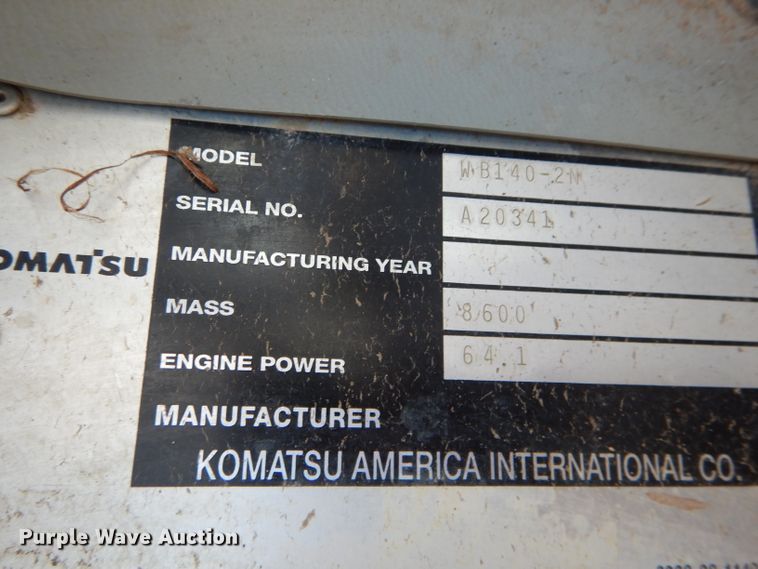 MODEL WB140-2N
SERIAL NO. A20341
OMATSU
MANUFACTURING YEAR
MASS 8600
ENGINE POWER 64.1
MANUFACTURER
KOMATSU AMERICA INTERNATIONAL CO.
Purple Wave Auction